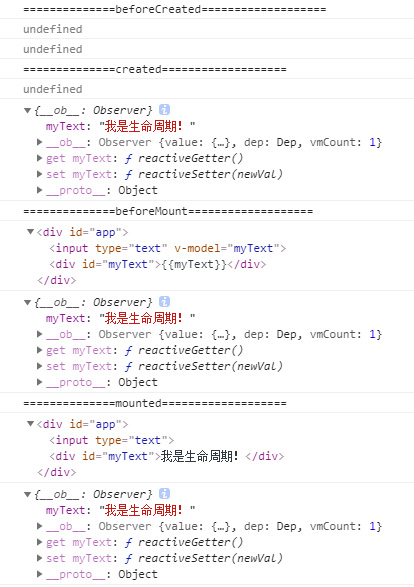 ==============beforeCreated===================
undefined
undefined
==============created===================
undefined
▼{__ob__: Observer} i
myText: "我是生命周期！"
▶__ob__: Observer {value: {…}, dep: Dep, vmCount: 1}
▶get myText: ƒ reactiveGetter()
▶set myText: ƒ reactiveSetter(newVal)
▶__proto__: Object
==============beforeMount===================
▼<div id="app">
<input type="text" v-model="myText">
<div id="myText">{{myText}}</div>
</div>
▼{__ob__: Observer} i
myText: "我是生命周期！"
▶__ob__: Observer {value: {…}, dep: Dep, vmCount: 1}
▶get myText: ƒ reactiveGetter()
▶set myText: ƒ reactiveSetter(newVal)
▶__proto__: Object
==============mounted===================
▼<div id="app">
<input type="text">
<div id="myText">我是生命周期！</div>
</div>
▼{__ob__: Observer} i
myText: "我是生命周期！"
▶__ob__: Observer {value: {…}, dep: Dep, vmCount: 1}
▶get myText: ƒ reactiveGetter()
▶set myText: ƒ reactiveSetter(newVal)
▶__proto__: Object